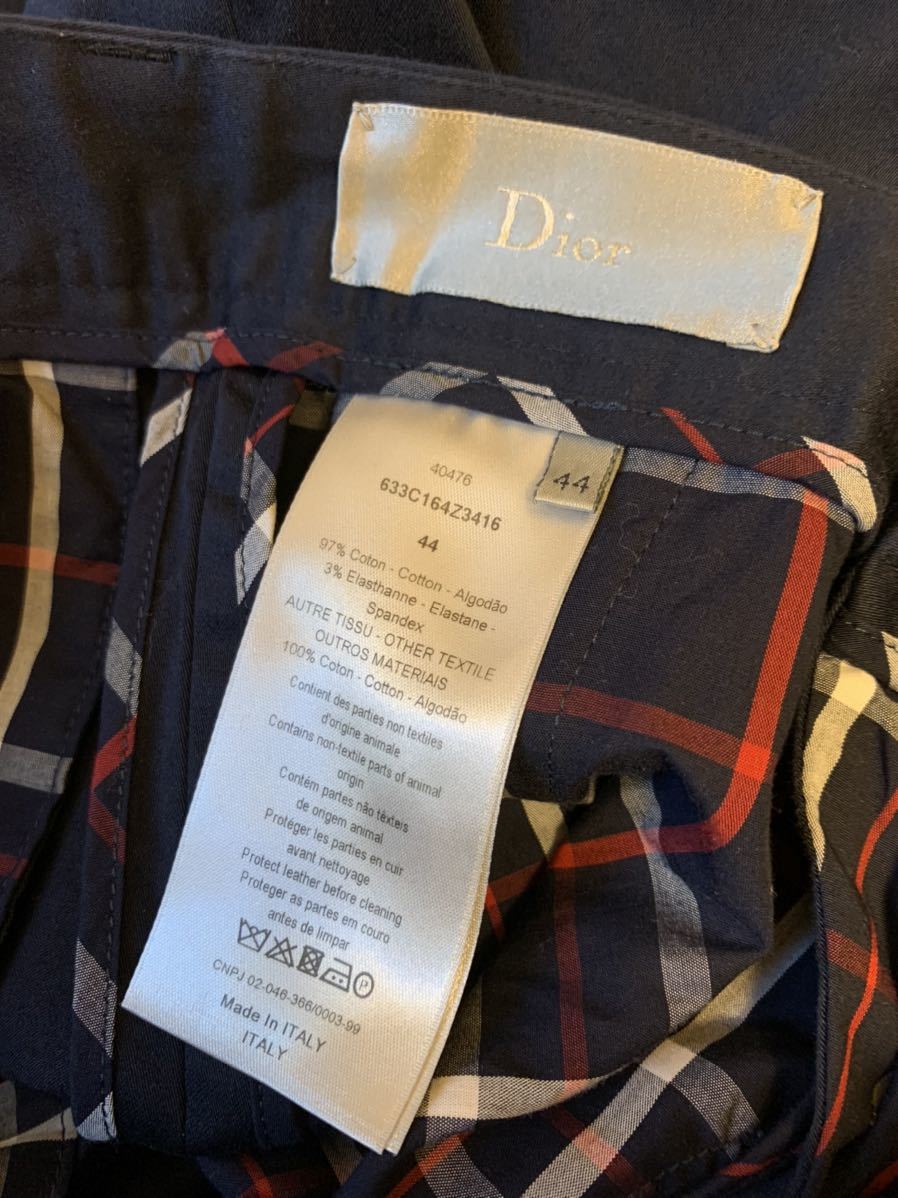 Dior
44
40476
633C164Z3416
44
97% Coton - Cotton - Algodão
3% Elasthanne - Elastane -
Spandex
AUTRE TISSU - OTHER TEXTILE
OUTROS MATERIAIS
100% Coton - Cotton - Algodão
Contient des parties non textiles
d'origine animale
Contains non-textile parts of animal
origin
Contém partes não têxteis
de origem animal
Protéger les parties en cuir
avant nettoyage
Protect leather before cleaning
Proteger as partes em couro
antes de limpar
P
CNPJ 02-046-366/0003-99
Made In ITALY
ITALY